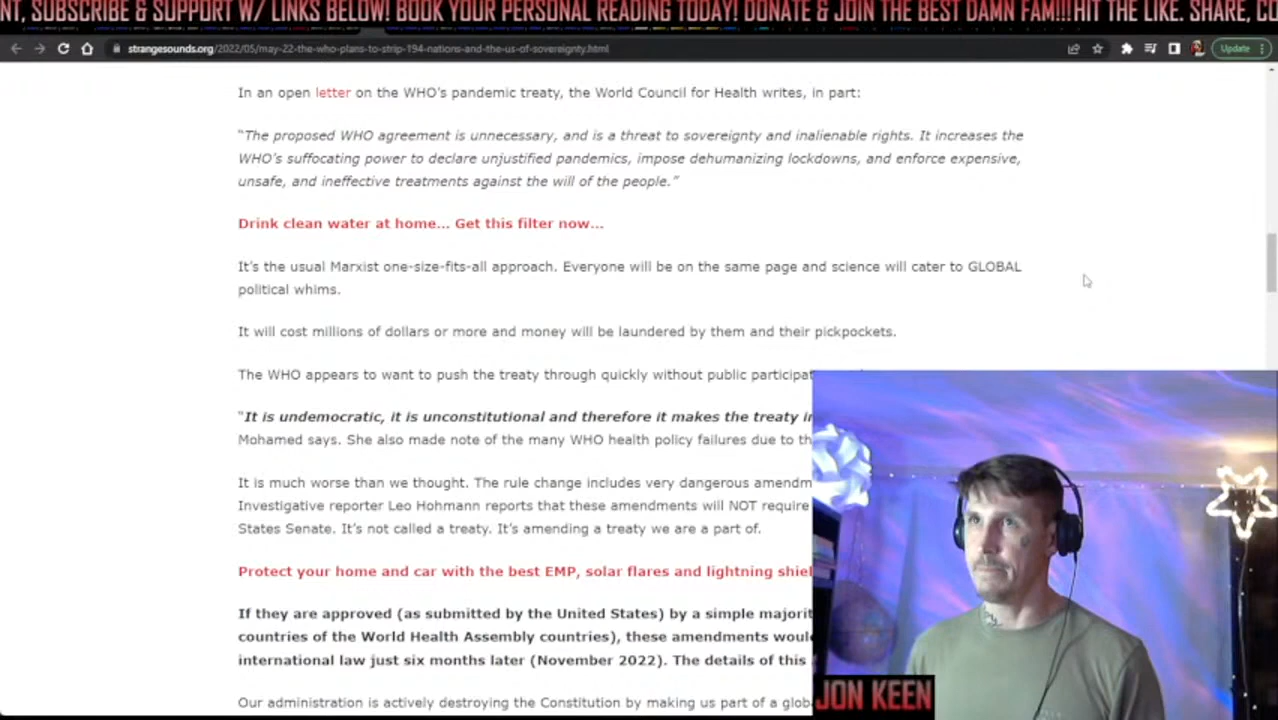 NT, SUBSCRIBE & SUPPORT W/ LINKS BELOW! BOOK YOUR PERSONAL READING TODAY! DONATE & JOIN THE BEST DAMN FAM!!! HIT THE LIKE. SHARE, CO
strangesounds.org/2022/05/may-22-the-who-plans-to-strip-194-nations-and-the-us-of-sovereignty.html
Update
In an open letter on the WHO's pandemic treaty, the World Council for Health writes, in part:
"The proposed WHO agreement is unnecessary, and is a threat to sovereignty and inalienable rights. It increases the
WHO's suffocating power to declare unjustified pandemics, impose dehumanizing lockdowns, and enforce expensive,
unsafe, and ineffective treatments against the will of the people."
Drink clean water at home... Get this filter now...
It's the usual Marxist one-size-fits-all approach. Everyone will be on the same page and science will cater to GLOBAL
political whims.
It will cost millions of dollars or more and money will be laundered by them and their pickpockets.
The WHO appears to want to push the treaty through quickly without public participat
"It is undemocratic, it is unconstitutional and therefore it makes the treaty in
Mohamed says. She also made note of the many WHO health policy failures due to th
It is much worse than we thought. The rule change includes very dangerous amendm
Investigative reporter Leo Hohmann reports that these amendments will NOT require
States Senate. It's not called a treaty. It's amending a treaty we are a part of.
Protect your home and car with the best EMP, solar flares and lightning shiel
If they are approved (as submitted by the United States) by a simple majorit
countries of the World Health Assembly countries), these amendments woul
international law just six months later (November 2022). The details of this
Our administration is actively destroying the Constitution by making us part of a glob
JON KEEN